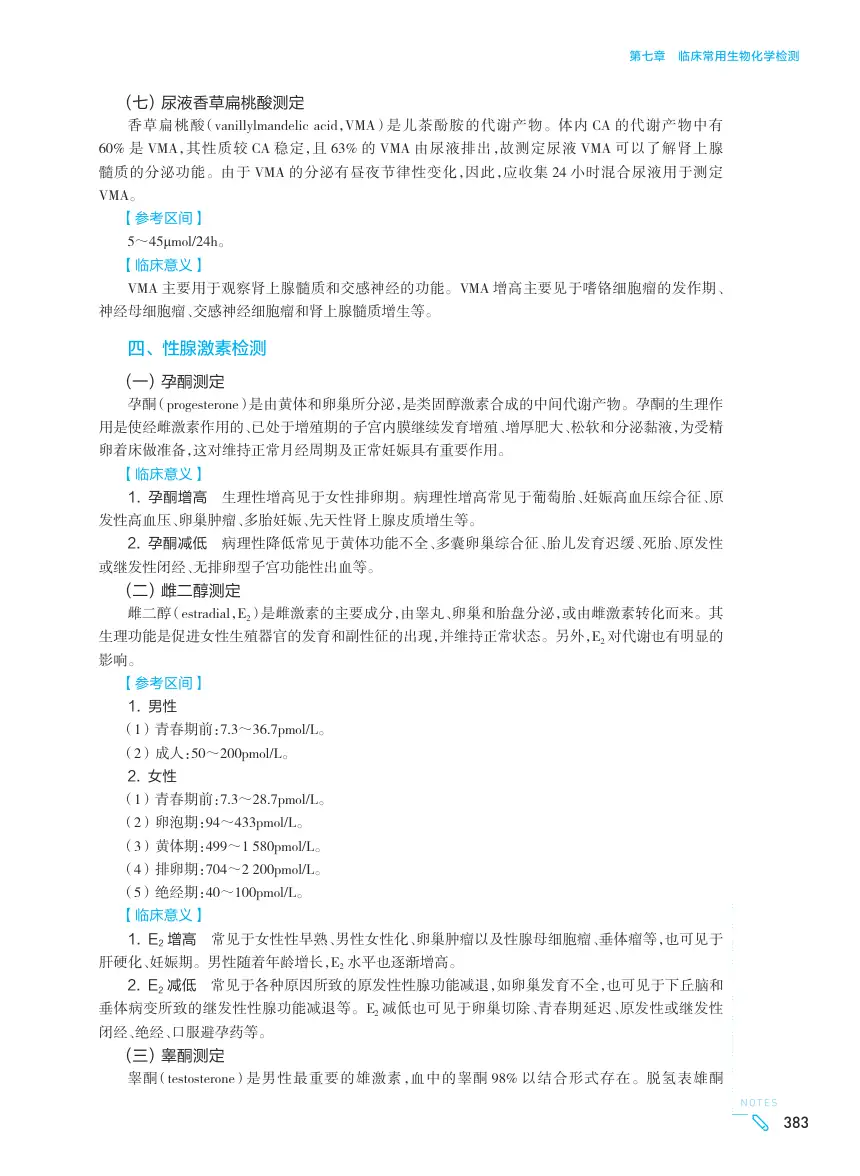 第七章 临床常用生物化学检测
（七）尿液香草扁桃酸测定
香草扁桃酸（vanillylmandelic acid，VMA）是儿茶酚胺的代谢产物。体内 CA 的代谢产物中有
60% 是 VMA，其性质较 CA 稳定，且 63% 的 VMA 由尿液排出，故测定尿液 VMA 可以了解肾上腺
髓质的分泌功能。由于 VMA 的分泌有昼夜节律性变化，因此，应收集 24 小时混合尿液用于测定
VMA。
【参考区间】
5～45μmol/24h。
【临床意义】
VMA 主要用于观察肾上腺髓质和交感神经的功能。VMA 增高主要见于嗜铬细胞瘤的发作期、
神经母细胞瘤、交感神经细胞瘤和肾上腺髓质增生等。
四、性腺激素检测
（一）孕酮测定
孕酮（progesterone）是由黄体和卵巢所分泌，是类固醇激素合成的中间代谢产物。孕酮的生理作
用是使经雌激素作用的、已处于增殖期的子宫内膜继续发育增殖、增厚肥大、松软和分泌黏液，为受精
卵着床做准备，这对维持正常月经周期及正常妊娠具有重要作用。
【临床意义】
1. 孕酮增高 生理性增高见于女性排卵期。病理性增高常见于葡萄胎、妊娠高血压综合征、原
发性高血压、卵巢肿瘤、多胎妊娠、先天性肾上腺皮质增生等。
2. 孕酮减低 病理性降低常见于黄体功能不全、多囊卵巢综合征、胎儿发育迟缓、死胎、原发性
或继发性闭经、无排卵型子宫功能性出血等。
（二）雌二醇测定
雌二醇（estradial，E₂）是雌激素的主要成分，由睾丸、卵巢和胎盘分泌，或由雌激素转化而来。其
生理功能是促进女性生殖器官的发育和副性征的出现，并维持正常状态。另外，E₂ 对代谢也有明显的
影响。
【参考区间】
1. 男性
（1）青春期前：7.3～36.7pmol/L。
（2）成人：50～200pmol/L。
2. 女性
（1）青春期前：7.3～28.7pmol/L。
（2）卵泡期：94～433pmol/L。
（3）黄体期：499～1 580pmol/L。
（4）排卵期：704～2 200pmol/L。
（5）绝经期：40～100pmol/L。
【临床意义】
1. E₂ 增高 常见于女性性早熟、男性女性化、卵巢肿瘤以及性腺母细胞瘤、垂体瘤等，也可见于
肝硬化、妊娠期。男性随着年龄增长，E₂ 水平也逐渐增高。
2. E₂ 减低 常见于各种原因所致的原发性性腺功能减退，如卵巢发育不全，也可见于下丘脑和
垂体病变所致的继发性性腺功能减退等。E₂ 减低也可见于卵巢切除、青春期延迟、原发性或继发性
闭经、绝经、口服避孕药等。
（三）睾酮测定
睾酮（testosterone）是男性最重要的雄激素，血中的睾酮 98% 以结合形式存在。脱氢表雄酮
NOTES
383